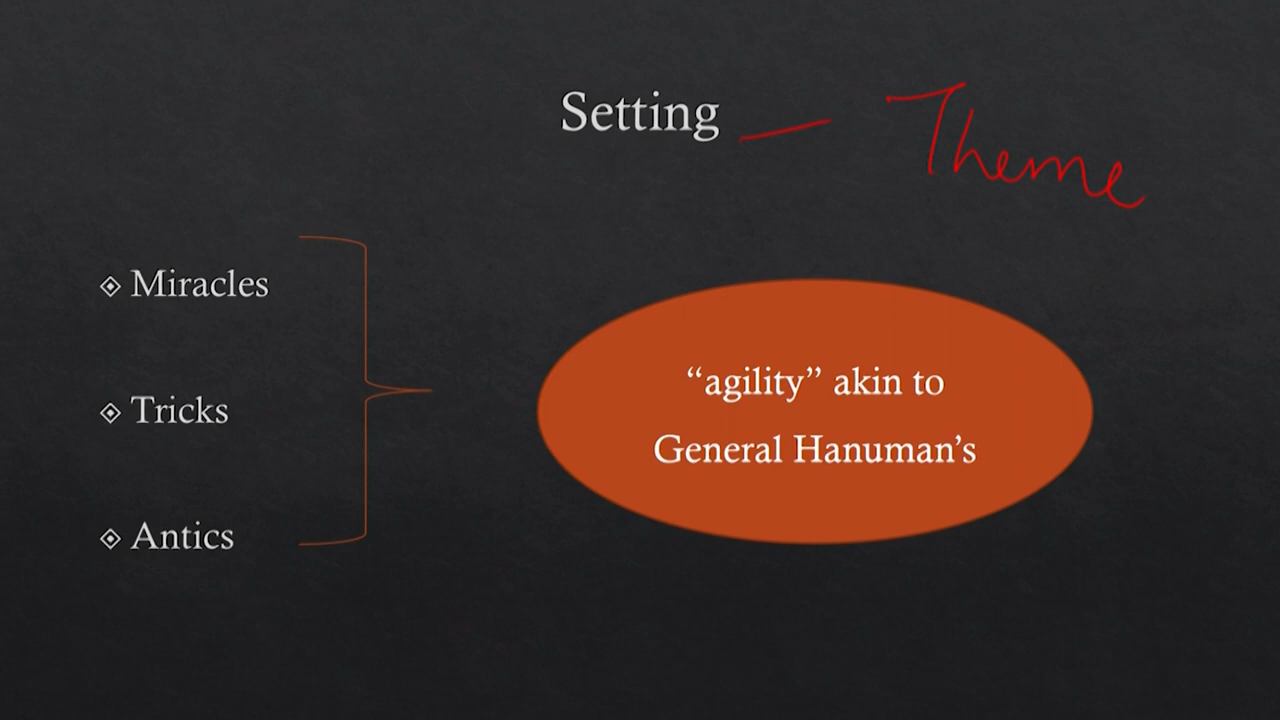 Setting — Theme
Miracles
Tricks
Antics
“agility” akin to
General Hanuman’s